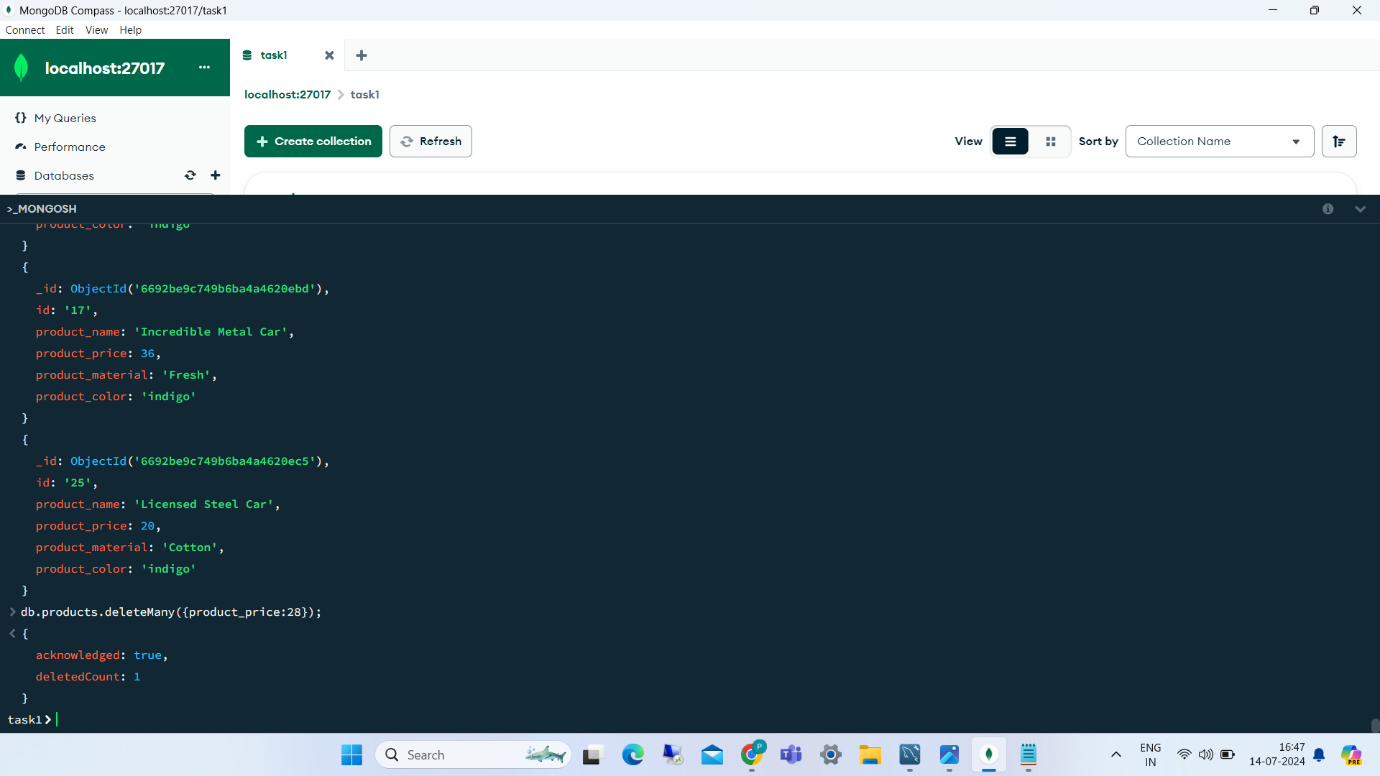 MongoDB Compass - localhost:27017/task1
Connect Edit View Help
localhost:27017 ...
task1
localhost:27017 > task1
My Queries
Performance
Databases
Create collection
Refresh
View
Sort by
Collection Name
>_MONGOSH
product_color: 'indigo'
}
{
_id: ObjectId('6692be9c749b6ba4a4620ebd'),
id: '17',
product_name: 'Incredible Metal Car',
product_price: 36,
product_material: 'Fresh',
product_color: 'indigo'
}
{
_id: ObjectId('6692be9c749b6ba4a4620ec5'),
id: '25',
product_name: 'Licensed Steel Car',
product_price: 20,
product_material: 'Cotton',
product_color: 'indigo'
}
> db.products.deleteMany({product_price:28});
< {
acknowledged: true,
deletedCount: 1
}
task1>
Search
ENG
IN
16:47
14-07-2024
PRE